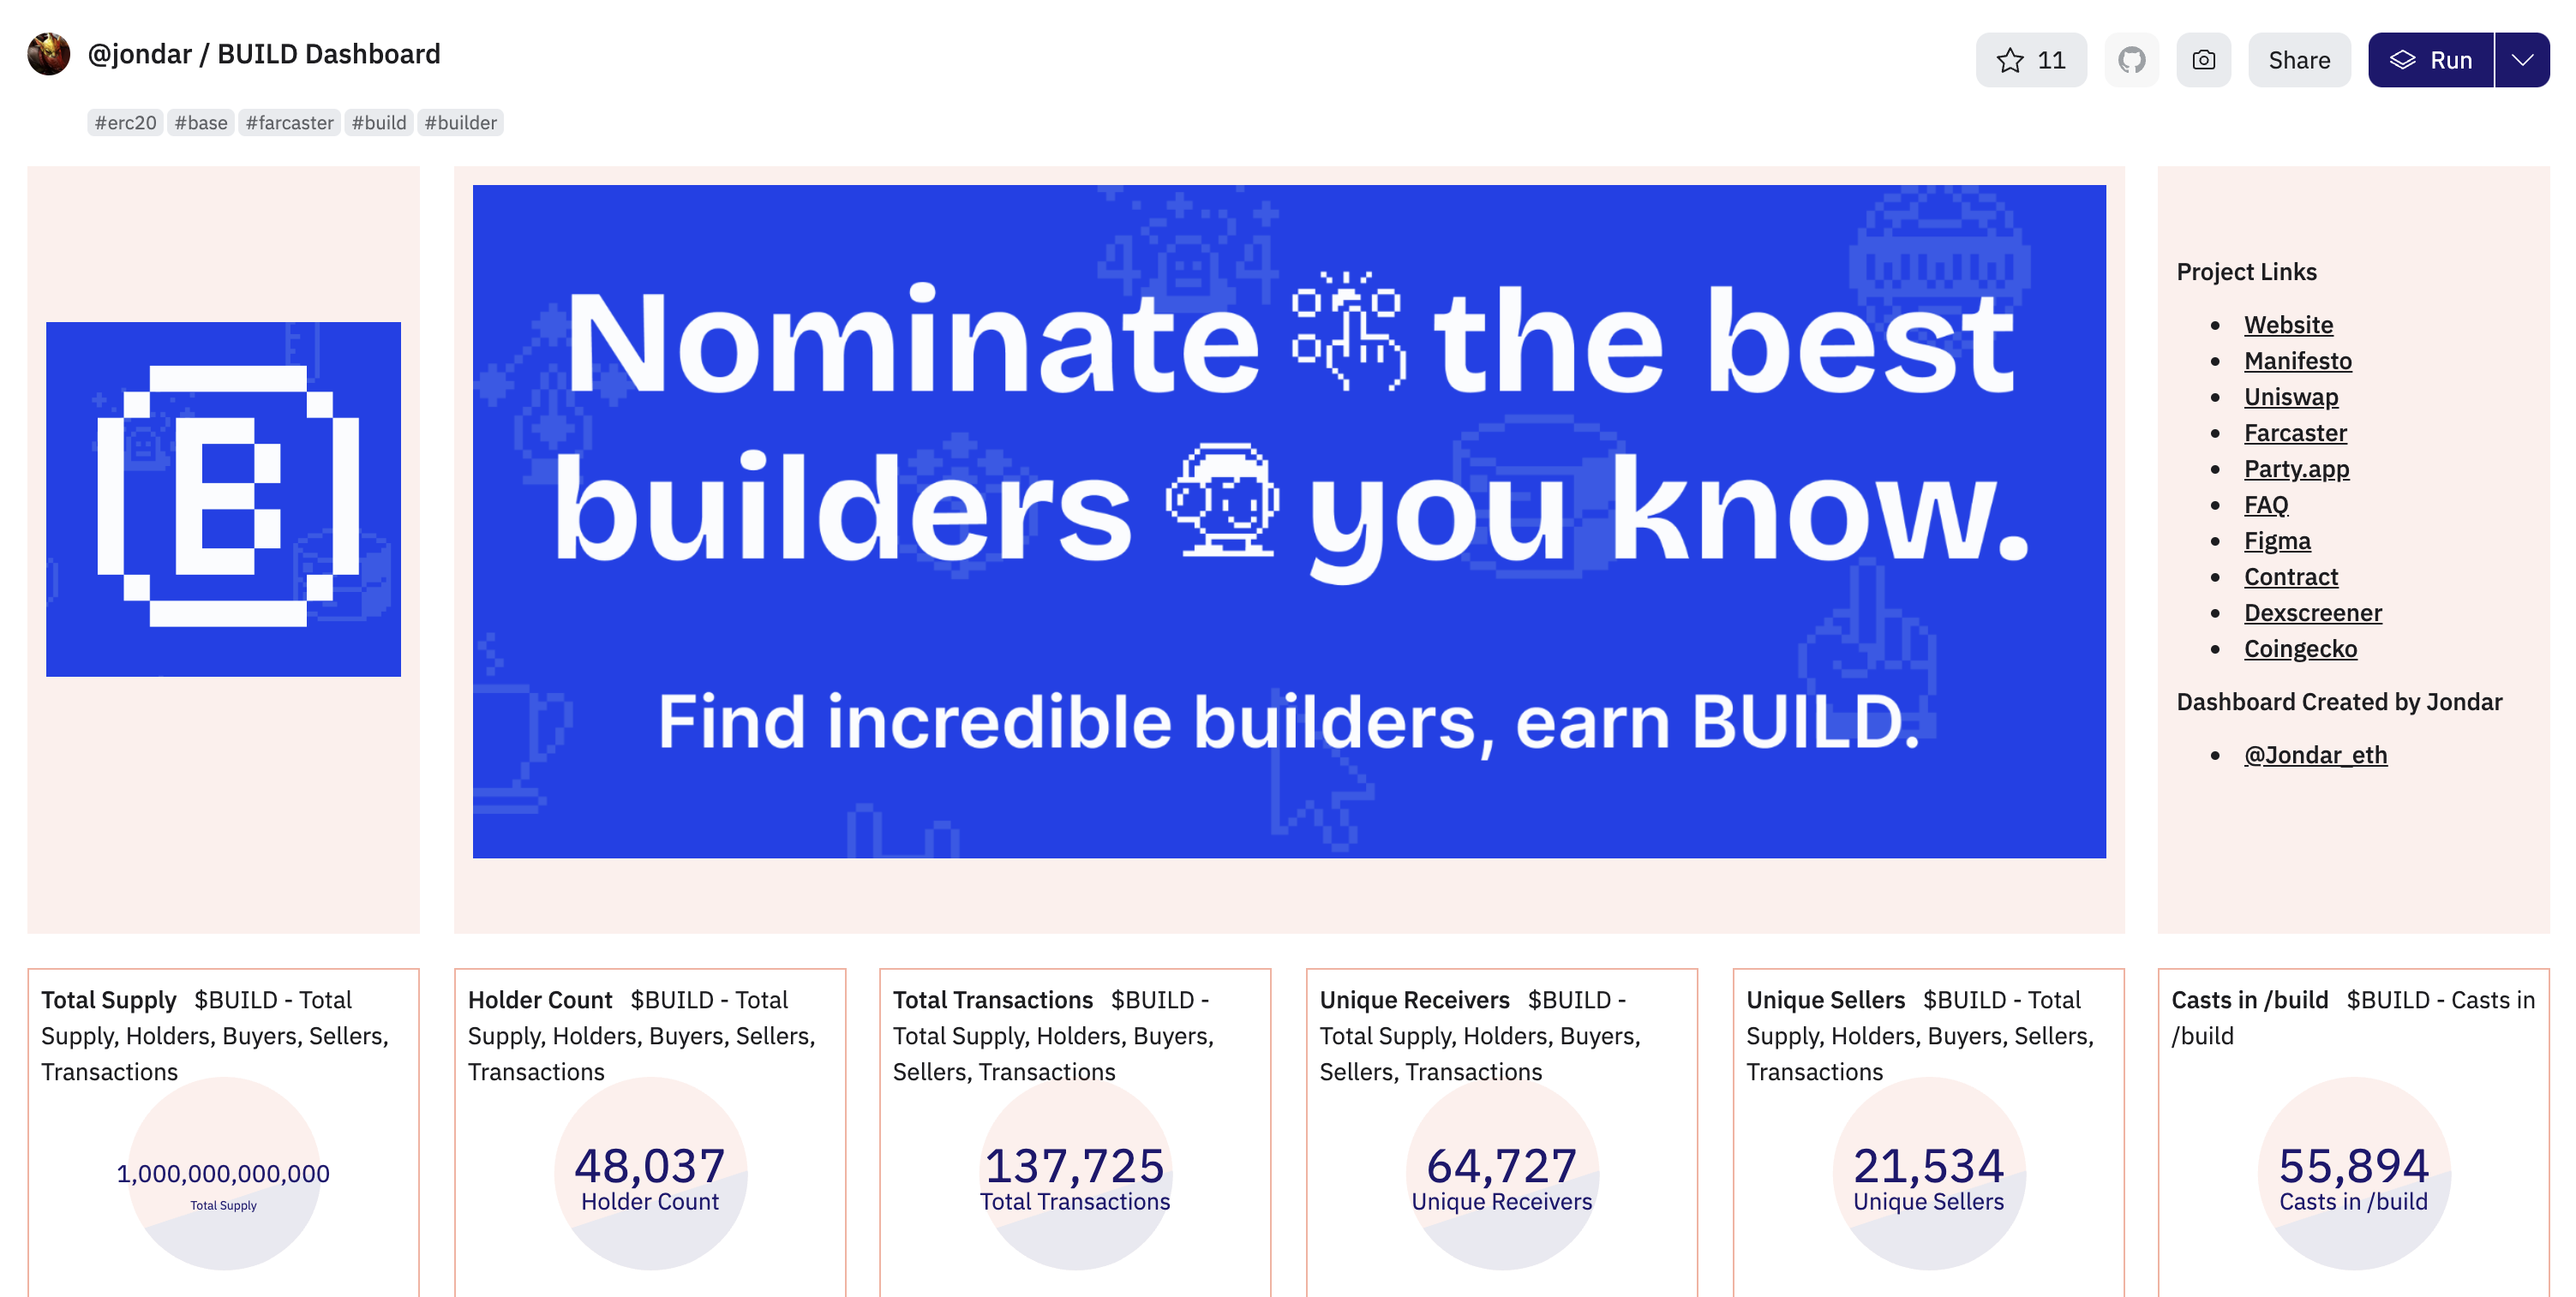 @jondar / BUILD Dashboard
11
Share
Run
#erc20 #base #farcaster #build #builder
B
Nominate the best
builders you know.
Find incredible builders, earn BUILD.
404
Project Links
Website
Manifesto
Uniswap
Farcaster
Party.app
FAQ
Figma
Contract
Dexscreener
Coingecko
Dashboard Created by Jondar
@Jondar_eth
Total Supply $BUILD - Total
Supply, Holders, Buyers, Sellers,
Transactions
1,000,000,000,000
Total Supply
Holder Count $BUILD - Total
Supply, Holders, Buyers, Sellers,
Transactions
48,037
Holder Count
Total Transactions $BUILD -
Total Supply, Holders, Buyers,
Sellers, Transactions
137,725
Total Transactions
Unique Receivers $BUILD -
Total Supply, Holders, Buyers,
Sellers, Transactions
64,727
Unique Receivers
Unique Sellers $BUILD - Total
Supply, Holders, Buyers, Sellers,
Transactions
21,534
Unique Sellers
Casts in /build $BUILD - Casts in
/build
55,894
Casts in /build